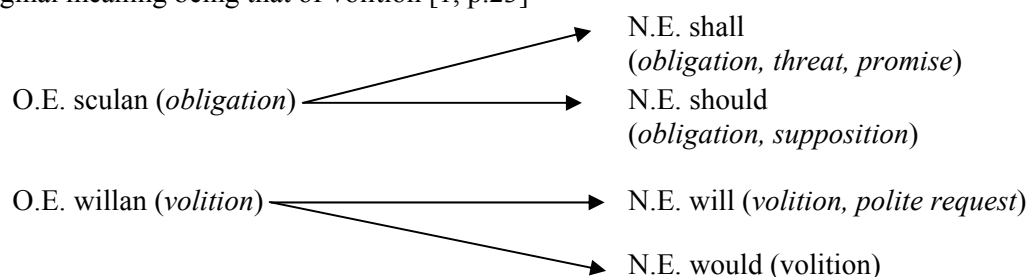 ginal meaning being that of volition [1, p.25]
N.E. shall
(obligation, threat, promise)
O.E. sculan (obligation)
N.E. should
(obligation, supposition)
O.E. willan (volition)
N.E. will (volition, polite request)
N.E. would (volition)